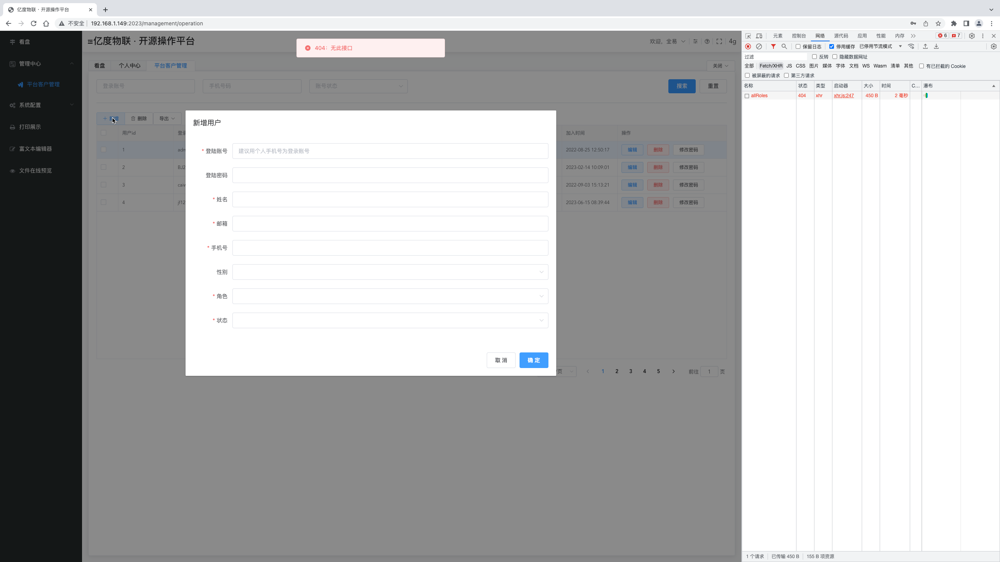 亿度物联 · 开源操作平台
不安全
192.168.1.149:2023/management/operation
看盘
管理中心
平台客户管理
系统配置
打印展示
富文本编辑器
文件在线预览
亿度物联 · 开源操作平台
404：无此接口
欢迎，全易
4g
看盘 个人中心 平台客户管理
关闭
登录账号 手机号码 账号状态
搜索 重置
新增 删除 导出
用户id 登录
加入时间 操作
1 adm
2022-08-25 12:50:17 编辑 删除 修改密码
2 BJ2
2023-02-14 10:09:01 编辑 删除 修改密码
3 caiw
2022-09-03 15:13:21 编辑 删除 修改密码
4 jf12
2023-06-15 08:39:44 编辑 删除 修改密码
新增用户
* 登陆账号 建议用个人手机号为登录账号
登陆密码
* 姓名
* 邮箱
* 手机号
性别
* 角色
* 状态
取 消 确 定
页 1 2 3 4 5 前往 1 页
元素 控制台 网络 源代码 应用 性能 内存 6 7
保留日志 停用缓存 已停用节流模式
过滤 反转 隐藏数据网址
全部 Fetch/XHR JS CSS 图片 媒体 字体 文档 WS Wasm 清单 其他 有已拦截的 Cookie
被屏蔽的请求 第三方请求
名称 状态 类型 启动器 大小 时间 C... 瀑布
allRoles 404 xhr xhr.js:247 450 B 2 毫秒
1 个请求 已传输 450 B 155 B 项资源